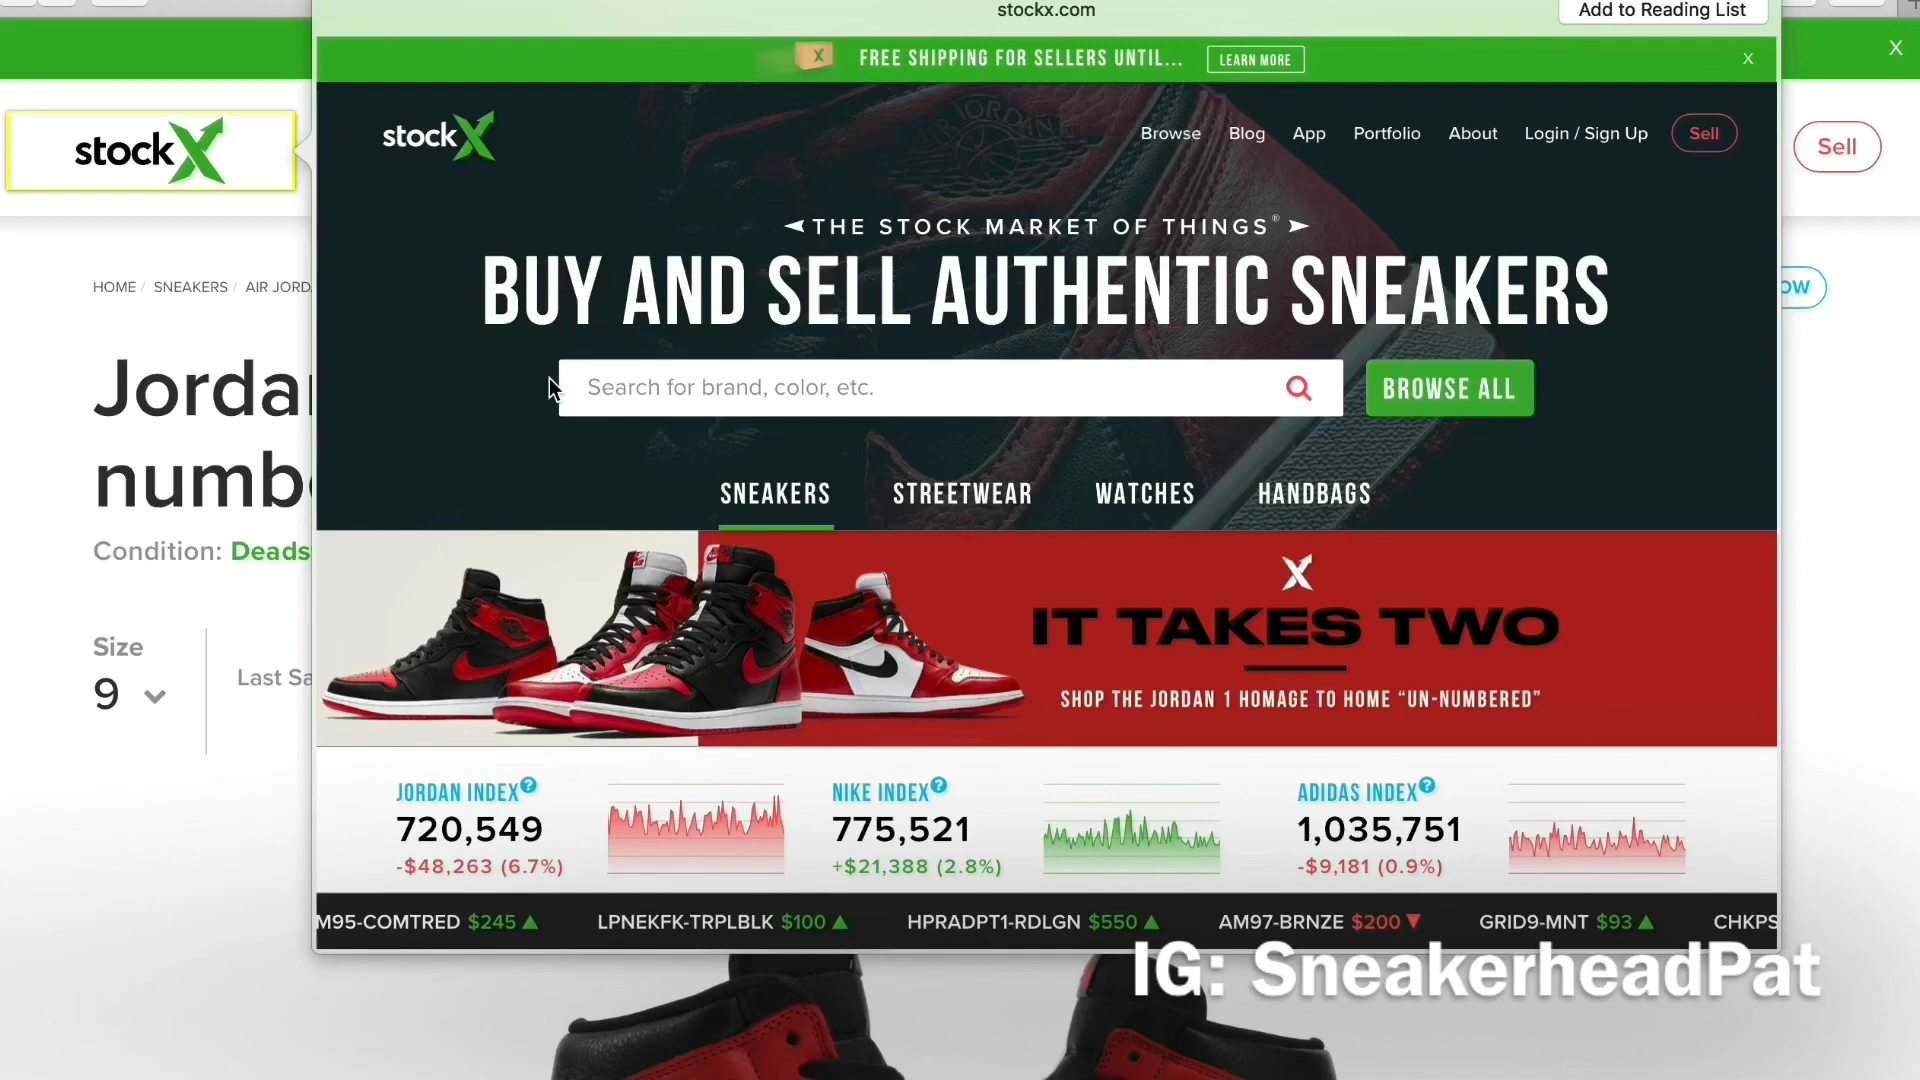 stockx.com
Add to Reading List
FREE SHIPPING FOR SELLERS UNTIL...
LEARN MORE
X
X
stockX
stockX
Browse
Blog
App
Portfolio
About
Login / Sign Up
Sell
Sell
THE STOCK MARKET OF THINGS®
BUY AND SELL AUTHENTIC SNEAKERS
HOME / SNEAKERS / AIR JORD
OW
Search for brand, color, etc.
BROWSE ALL
Jordan
numb
SNEAKERS
STREETWEAR
WATCHES
HANDBAGS
Condition: Deads
X
IT TAKES TWO
SHOP THE JORDAN 1 HOMAGE TO HOME “UN-NUMBERED”
Size
9
Last Sa
JORDAN INDEX ?
720,549
-$48,263 (6.7%)
NIKE INDEX ?
775,521
+$21,388 (2.8%)
ADIDAS INDEX ?
1,035,751
-$9,181 (0.9%)
M95-COMTRED $245 ▲
LPNEKFK-TRPLBLK $100 ▲
HPRADPT1-RDLGN $550 ▲
AM97-BRNZE $200 ▼
GRID9-MNT $93 ▲
CHKPS
IG: SneakerheadPat